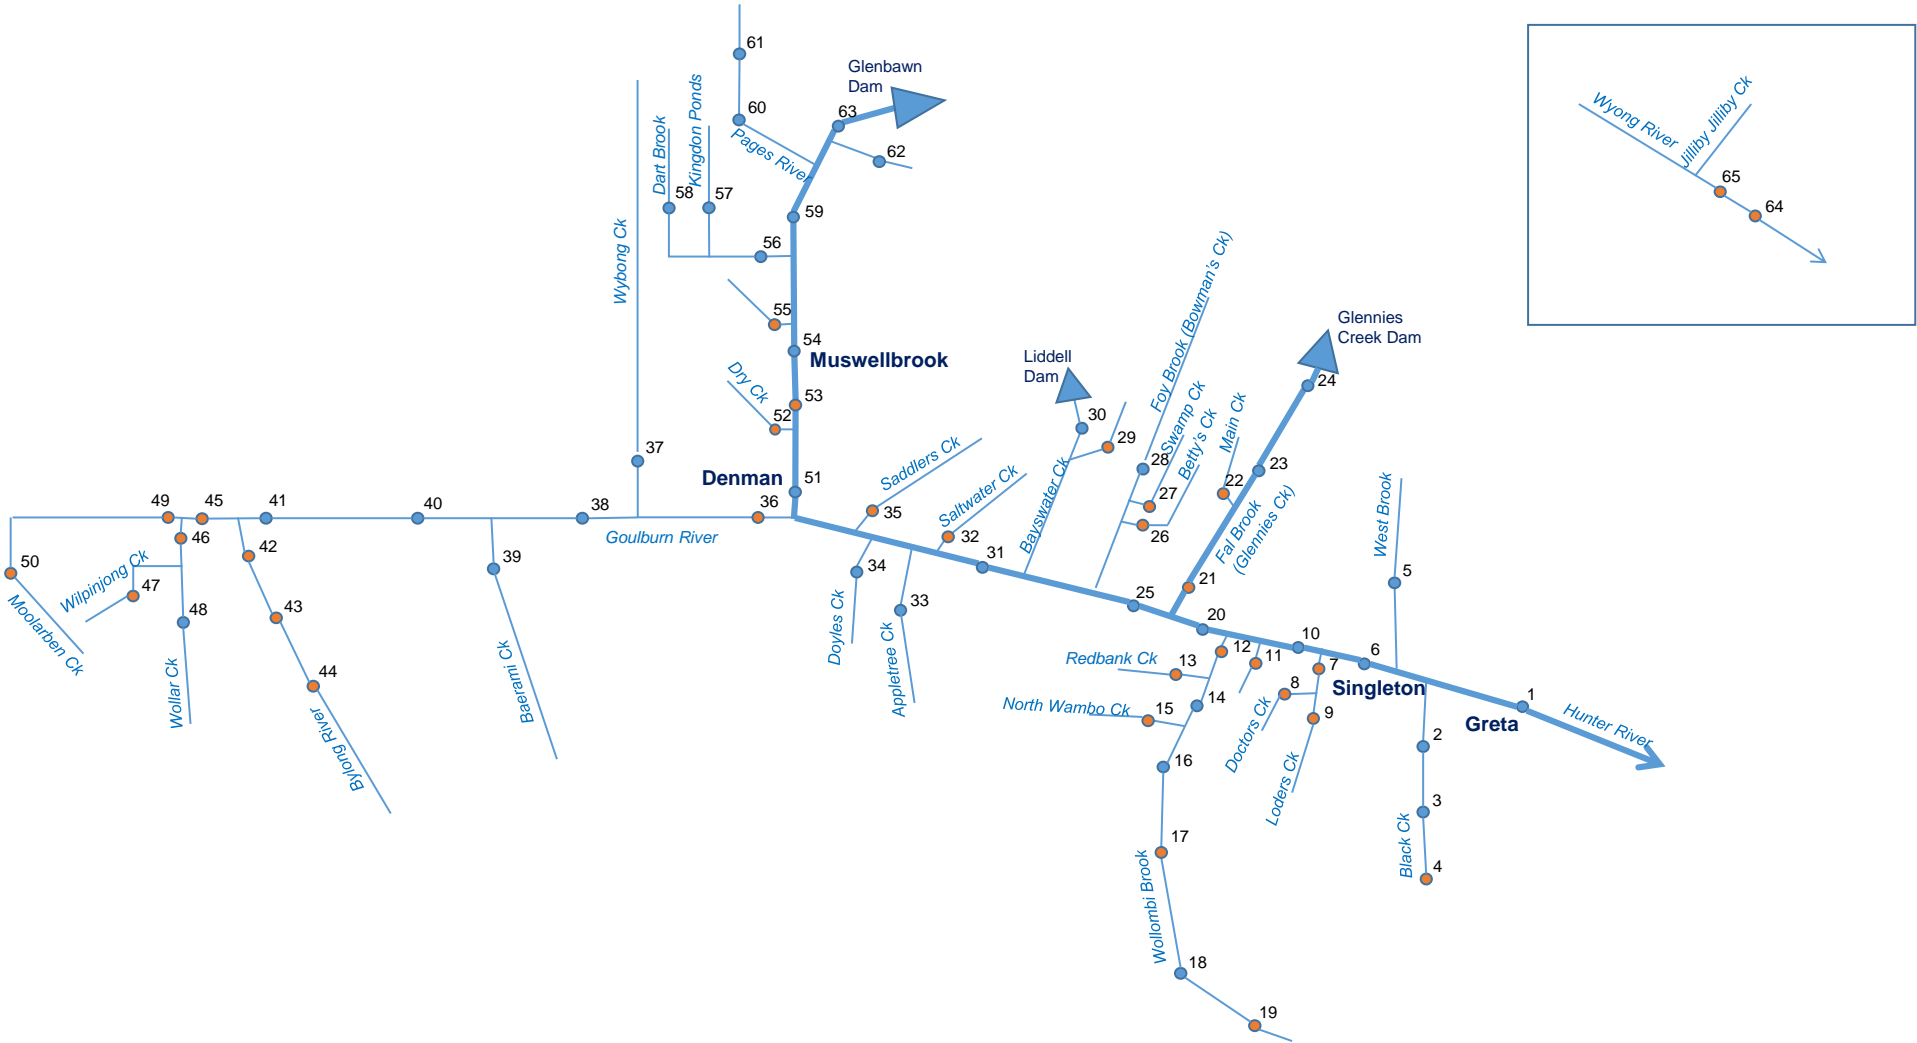 61
Glenbawn
Dam
60
63
Pages River
62
Dart Brook
Kingdon Ponds
58
57
59
56
Wybong Ck
55
54
Muswellbrook
Dry Ck
53
52
37
Denman
51
49
45
41
40
38
36
Goulburn River
46
42
39
50
Wilpinjong Ck
47
48
43
Moolarben Ck
44
Wollar Ck
Bylong River
Baerami Ck
Saddlers Ck
35
Saltwater Ck
32
34
33
Doyles Ck
Appletree Ck
31
Liddell
Dam
30
29
Bayswater Ck
Foy Brook (Bowman's Ck)
28
Swamp Ck
27
Betty's Ck
26
Main Ck
22
Glennies
Creek Dam
24
23
Fal Brook
(Glennies Ck)
21
25
20
West Brook
5
12
11
10
6
7
Redbank Ck
13
8
Singleton
14
North Wambo Ck
15
9
Doctors Ck
Loders Ck
1
Greta
Hunter River
2
3
Black Ck
4
16
17
Wollombi Brook
18
19
Wyong River
Jilliby Jilliby Ck
65
64